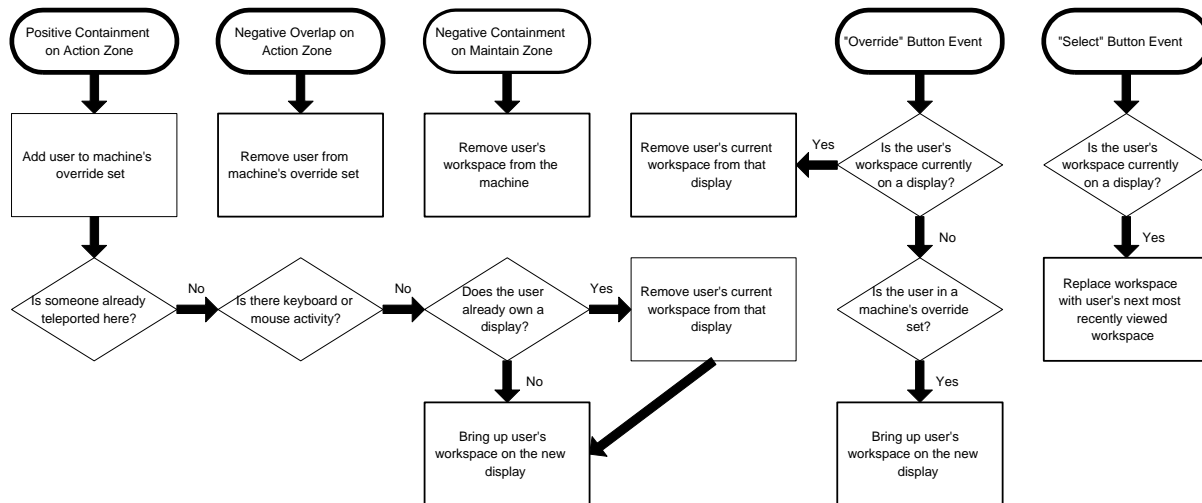 Positive Containment
on Action Zone
Negative Overlap on
Action Zone
Negative Containment
on Maintain Zone
"Override" Button Event
"Select" Button Event
Add user to machine's
override set
Remove user from
machine's override set
Remove user's
workspace from the
machine
Remove user's current
workspace from that
display
Yes
Is the user's
workspace currently
on a display?
Is the user's
workspace currently
on a display?
No
Yes
Is someone already
teleported here?
No
Is there keyboard or
mouse activity?
No
Does the user
already own a
display?
Yes
Remove user's current
workspace from that
display
Is the user in a
machine's override
set?
Replace workspace
with user's next most
recently viewed
workspace
No
Yes
Bring up user's
workspace on the new
display
Bring up user's
workspace on the new
display